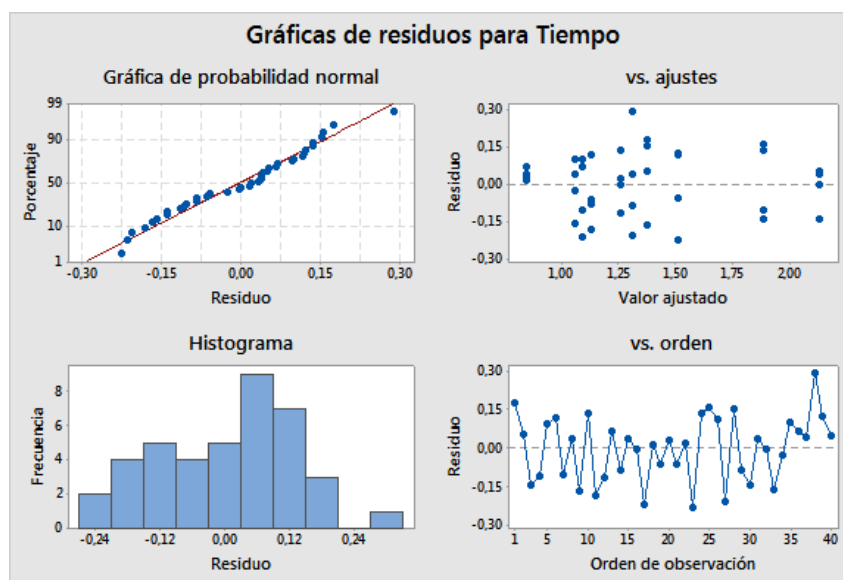 Gráficas de residuos para Tiempo
Gráfica de probabilidad normal
Porcentaje
99
90
50
10
1
-0,30 -0,15 0,00 0,15 0,30
Residuo
vs. ajustes
Residuo
0,30
0,15
0,00
-0,15
-0,30
1,00 1,25 1,50 1,75 2,00
Valor ajustado
Histograma
Frecuencia
8
6
4
2
0
-0,24 -0,12 0,00 0,12 0,24
Residuo
vs. orden
Residuo
0,30
0,15
0,00
-0,15
-0,30
1 5 10 15 20 25 30 35 40
Orden de observación